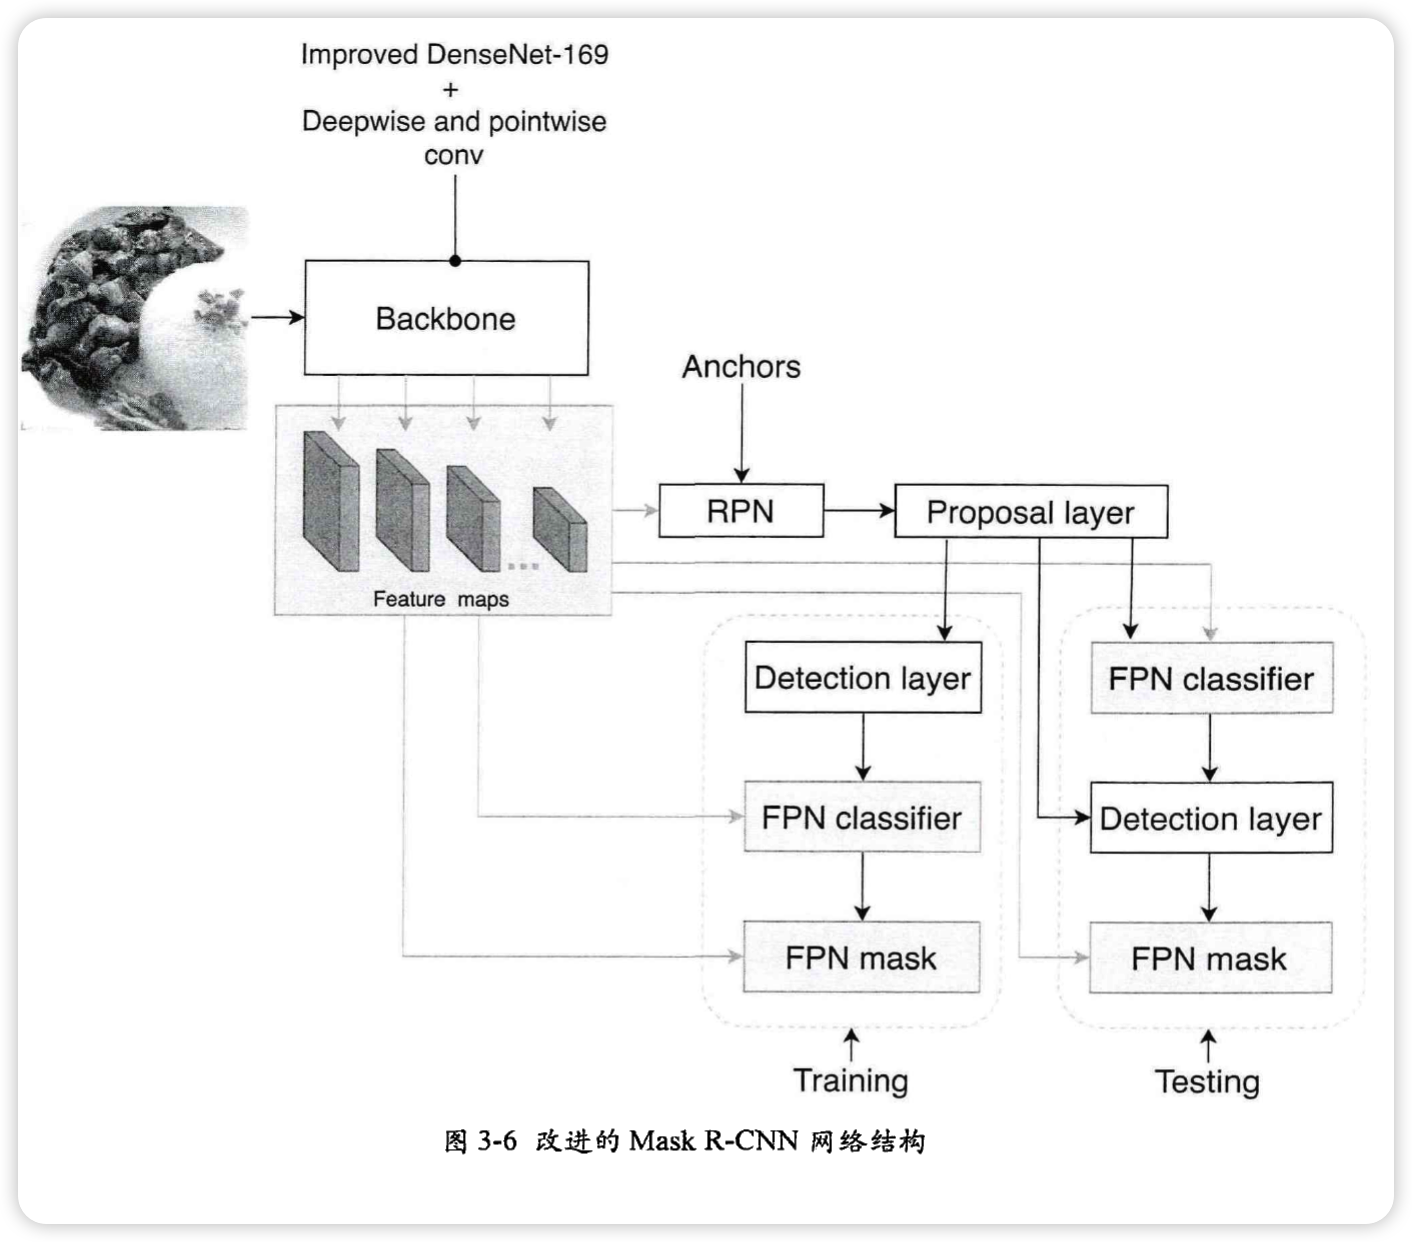 Improved DenseNet-169
+
Deepwise and pointwise
conv
Backbone
Anchors
RPN
Proposal layer
Feature maps
Detection layer
FPN classifier
FPN classifier
Detection layer
FPN mask
FPN mask
Training
Testing
图 3-6 改进的 Mask R-CNN 网络结构